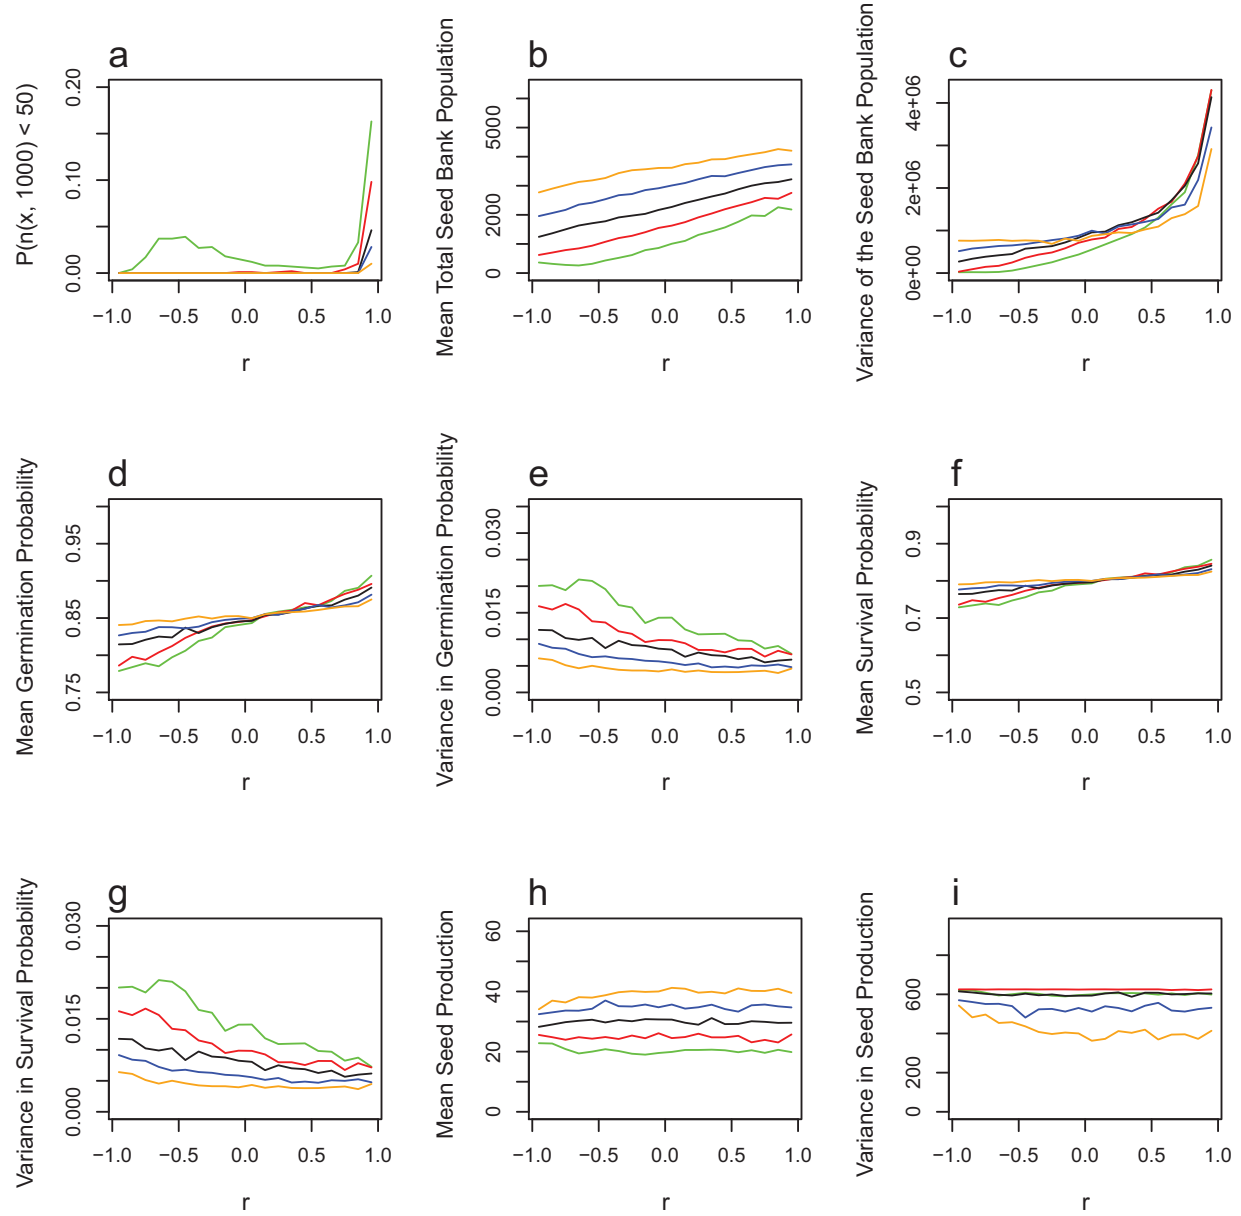 a
P(n(x, 1000) < 50)
0.20
0.10
0.00
−1.0 −0.5 0.0 0.5 1.0
r
b
Mean Total Seed Bank Population
5000
2000
0
−1.0 −0.5 0.0 0.5 1.0
r
c
Variance of the Seed Bank Population
4e+06
2e+06
0e+00
−1.0 −0.5 0.0 0.5 1.0
r
d
Mean Germination Probability
0.95
0.85
0.75
−1.0 −0.5 0.0 0.5 1.0
r
e
Variance in Germination Probability
0.030
0.015
0.000
−1.0 −0.5 0.0 0.5 1.0
r
f
Mean Survival Probability
0.9
0.7
0.5
−1.0 −0.5 0.0 0.5 1.0
r
g
Variance in Survival Probability
0.030
0.015
0.000
−1.0 −0.5 0.0 0.5 1.0
r
h
Mean Seed Production
60
40
20
0
−1.0 −0.5 0.0 0.5 1.0
r
i
Variance in Seed Production
600
200
0
−1.0 −0.5 0.0 0.5 1.0
r